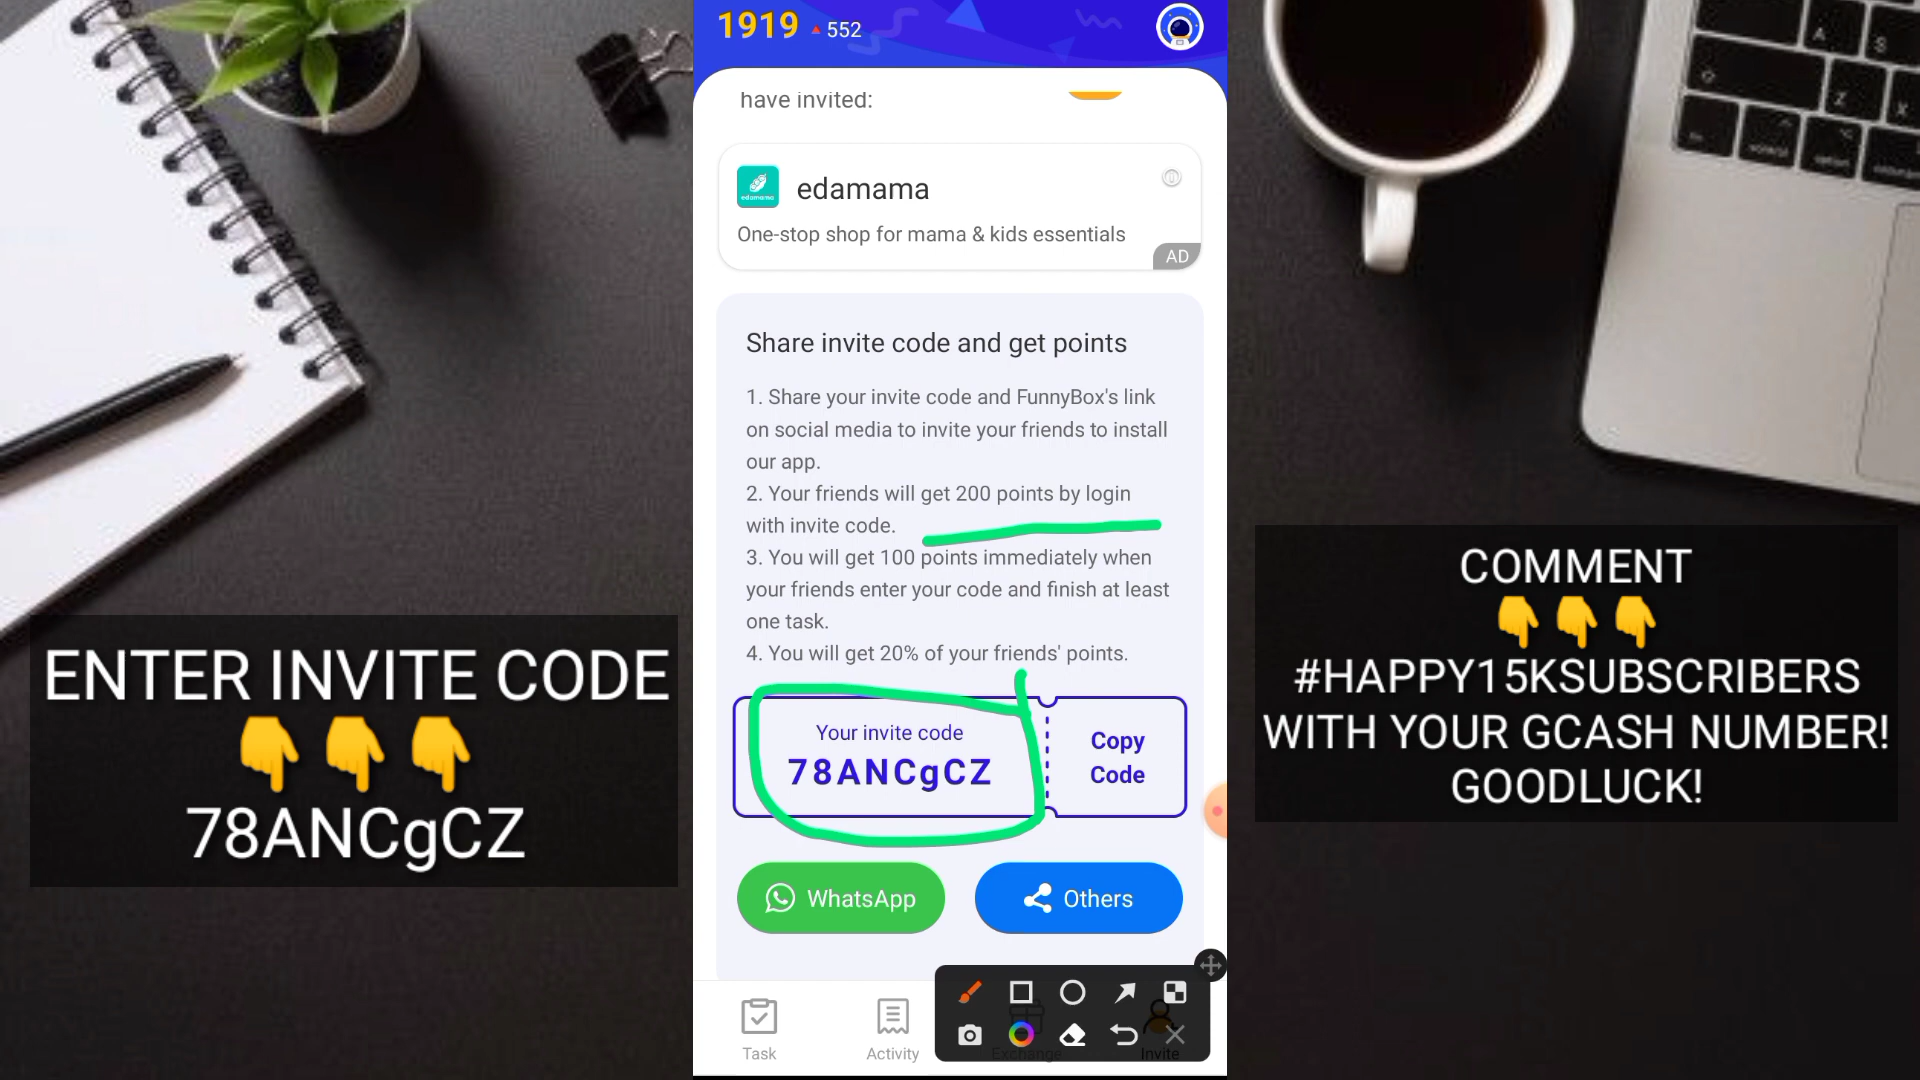 1919 ▲ 552
have invited:
edamama
edamama
One-stop shop for mama & kids essentials
AD
Share invite code and get points
1. Share your invite code and FunnyBox's link
on social media to invite your friends to install
our app.
2. Your friends will get 200 points by login
with invite code.
3. You will get 100 points immediately when
your friends enter your code and finish at least
one task.
4. You will get 20% of your friends' points.
Your invite code
78ANCgCZ
Copy
Code
WhatsApp
Others
Task
Activity
Exchange
Invite
ENTER INVITE CODE
👇👇👇
78ANCgCZ
COMMENT
👇👇👇
#HAPPY15KSUBSCRIBERS
WITH YOUR GCASH NUMBER!
GOODLUCK!
A
S
Z
X
fn
control
option